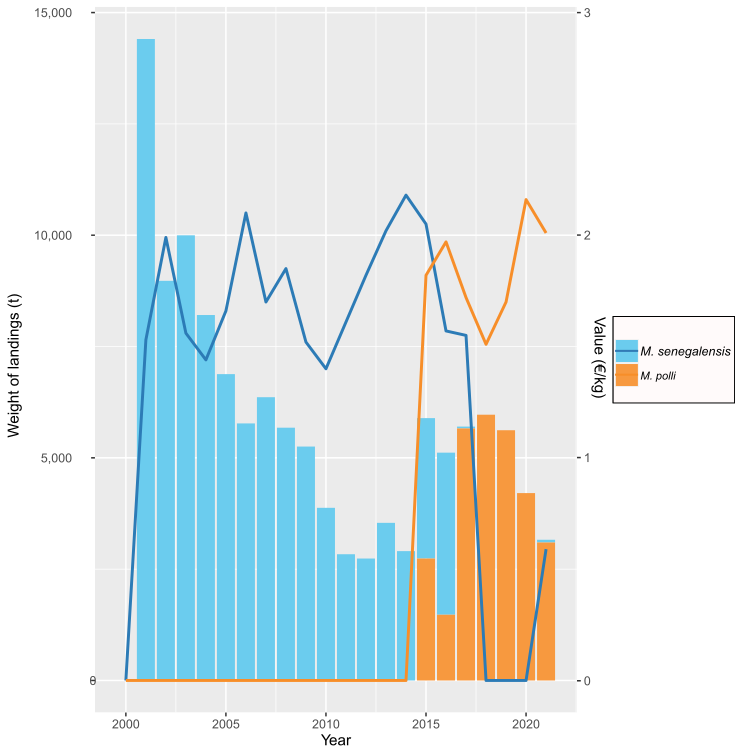 15,000
10,000
5,000
0
Weight of landings (t)
3
2
1
0
Value (€/kg)
2000
2005
2010
2015
2020
Year
M. senegalensis
M. polli